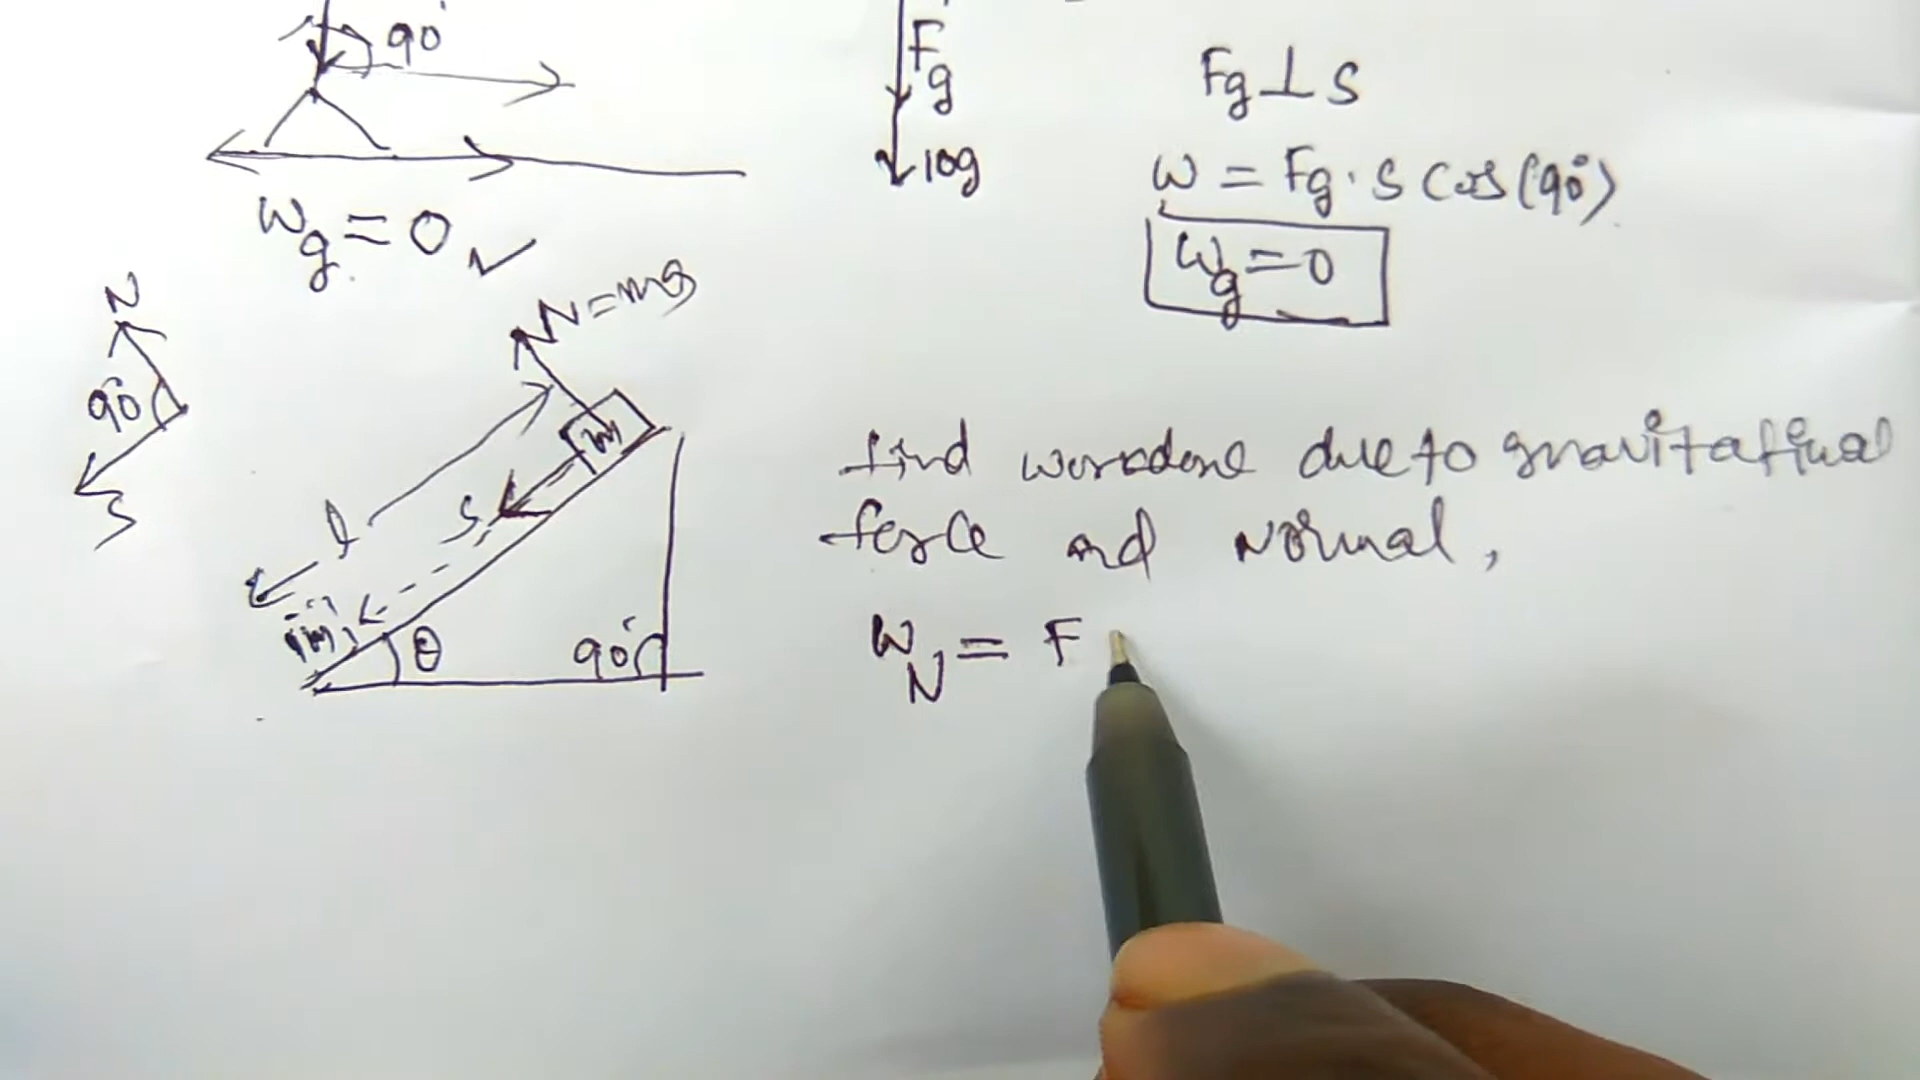 90°
Fg
10g
Fg ⊥ S
W = Fg · S Cos(90°)
Wg = 0
Wg = 0 ✓
N
90°
S
N = mg
m
l
S
m
θ
90°
find workdone due to gravitational
force and Normal,
W_N = F